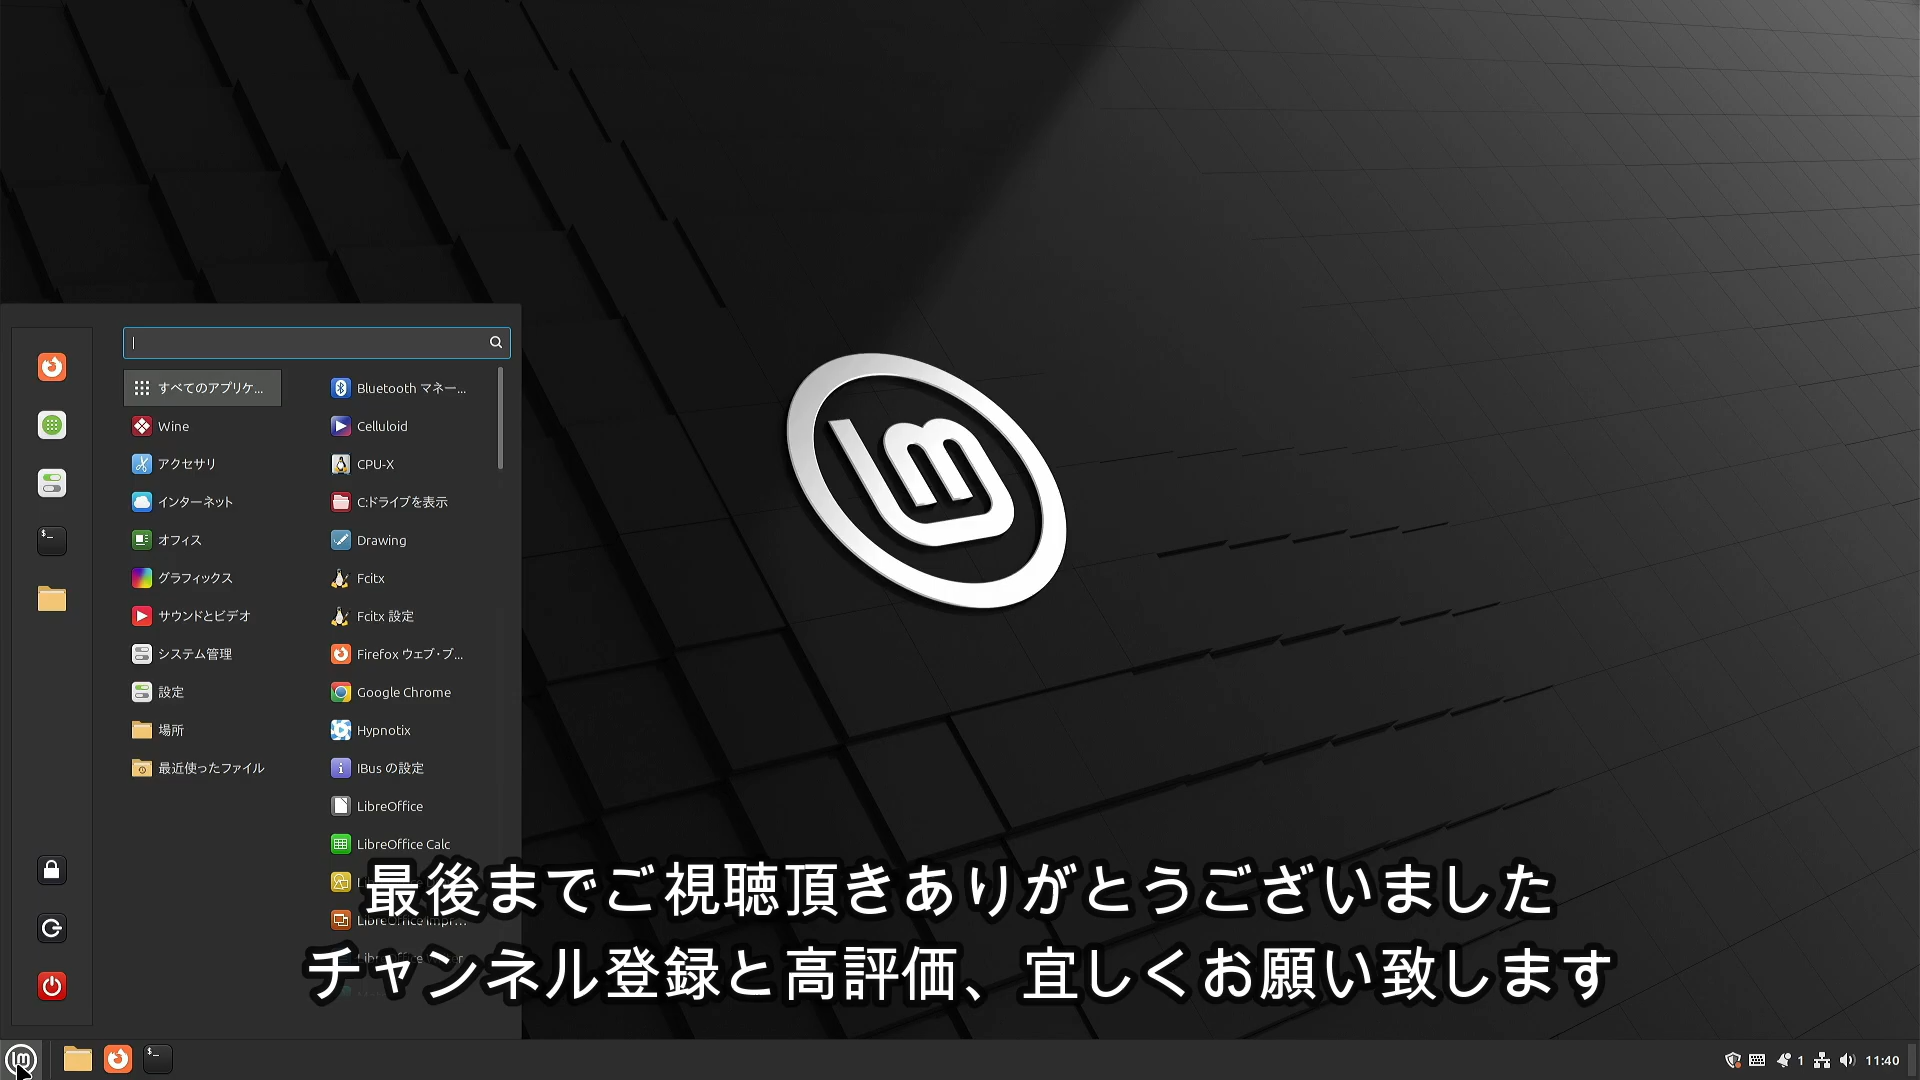 すべてのアプリケ...
Wine
アクセサリ
インターネット
オフィス
グラフィックス
サウンドとビデオ
システム管理
設定
場所
最近使ったファイル
Bluetooth マネー...
Celluloid
CPU-X
C:ドライブを表示
Drawing
Fcitx
Fcitx 設定
Firefox ウェブ・ブ...
Google Chrome
Hypnotix
IBus の設定
LibreOffice
LibreOffice Calc
LibreOffice Impr...
最後までご視聴頂きありがとうございました
チャンネル登録と高評価、宜しくお願い致します
1
11:40